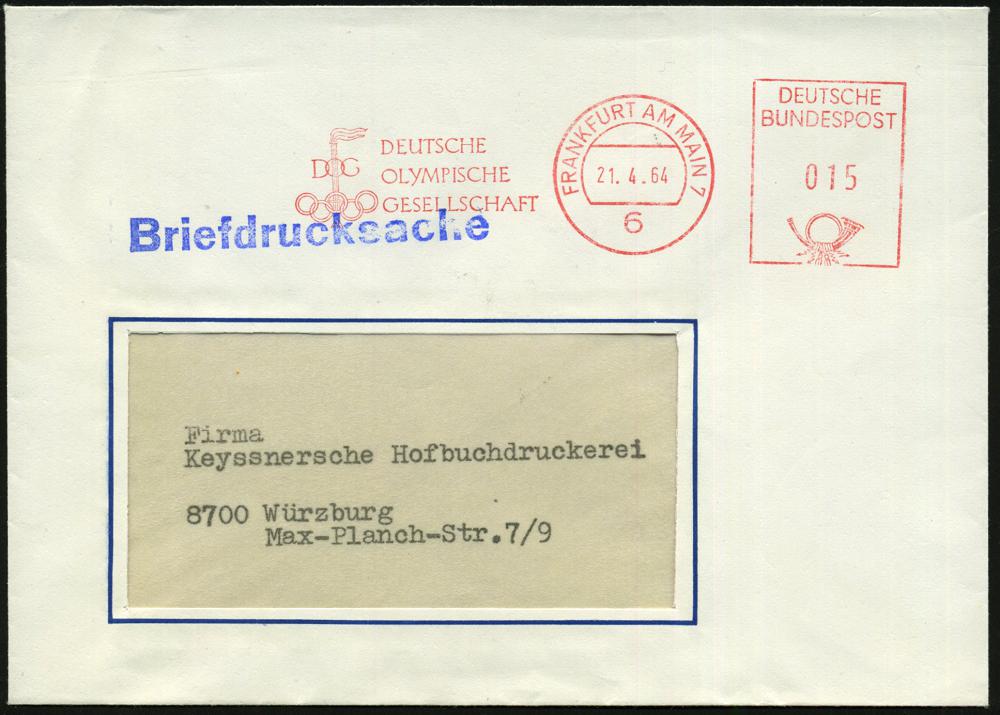 DOG
DEUTSCHE
OLYMPISCHE
GESELLSCHAFT
FRANKFURT AM MAIN 7
21. 4. 64
6
DEUTSCHE
BUNDESPOST
015
Briefdrucksache
Firma
Keyssnersche Hofbuchdruckerei
8700 Würzburg
Max-Planch-Str.7/9